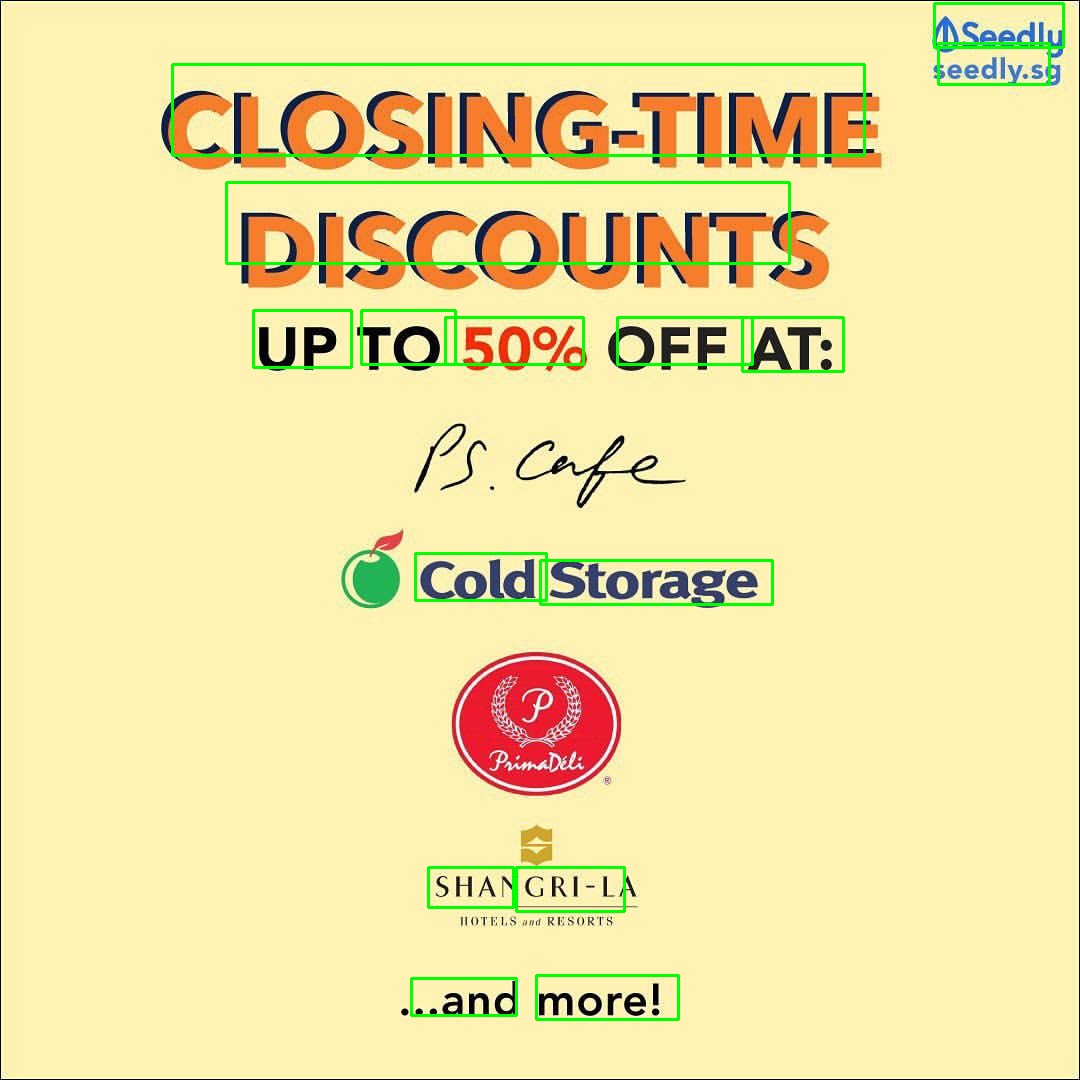 Seedly
seedly.sg
CLOSING-TIME
DISCOUNTS
UP TO 50% OFF AT:
PS. Cafe
Cold Storage
P
PrimaDéli
®
SHANGRI-LA
HOTELS and RESORTS
...and more!